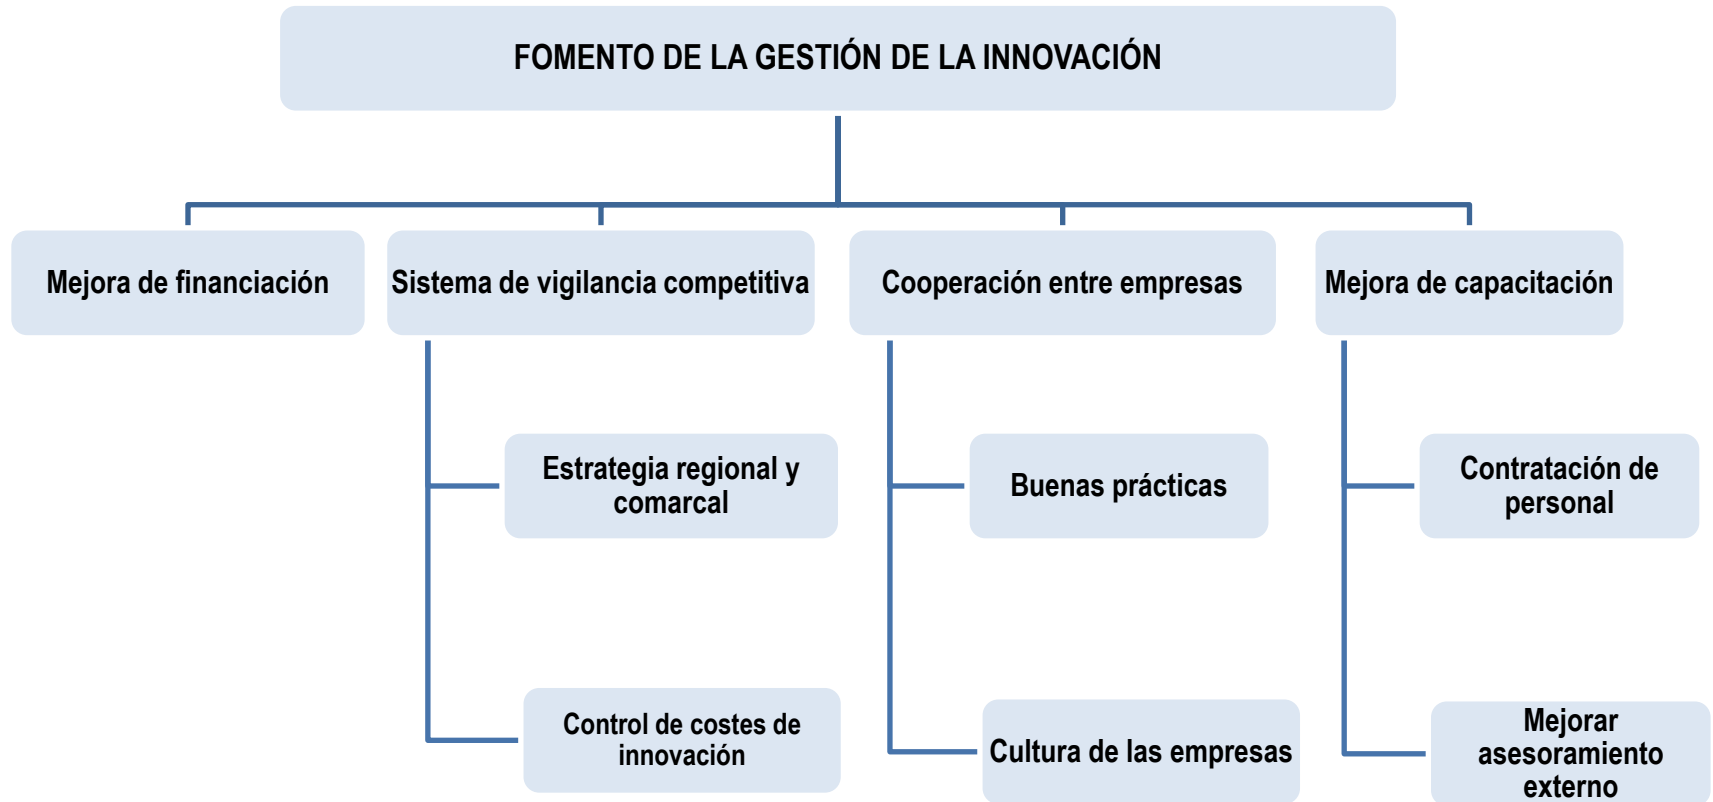 FOMENTO DE LA GESTIÓN DE LA INNOVACIÓN
Mejora de financiación
Sistema de vigilancia competitiva
Cooperación entre empresas
Mejora de capacitación
Estrategia regional y
comarcal
Buenas prácticas
Contratación de
personal
Control de costes de
innovación
Cultura de las empresas
Mejorar
asesoramiento
externo